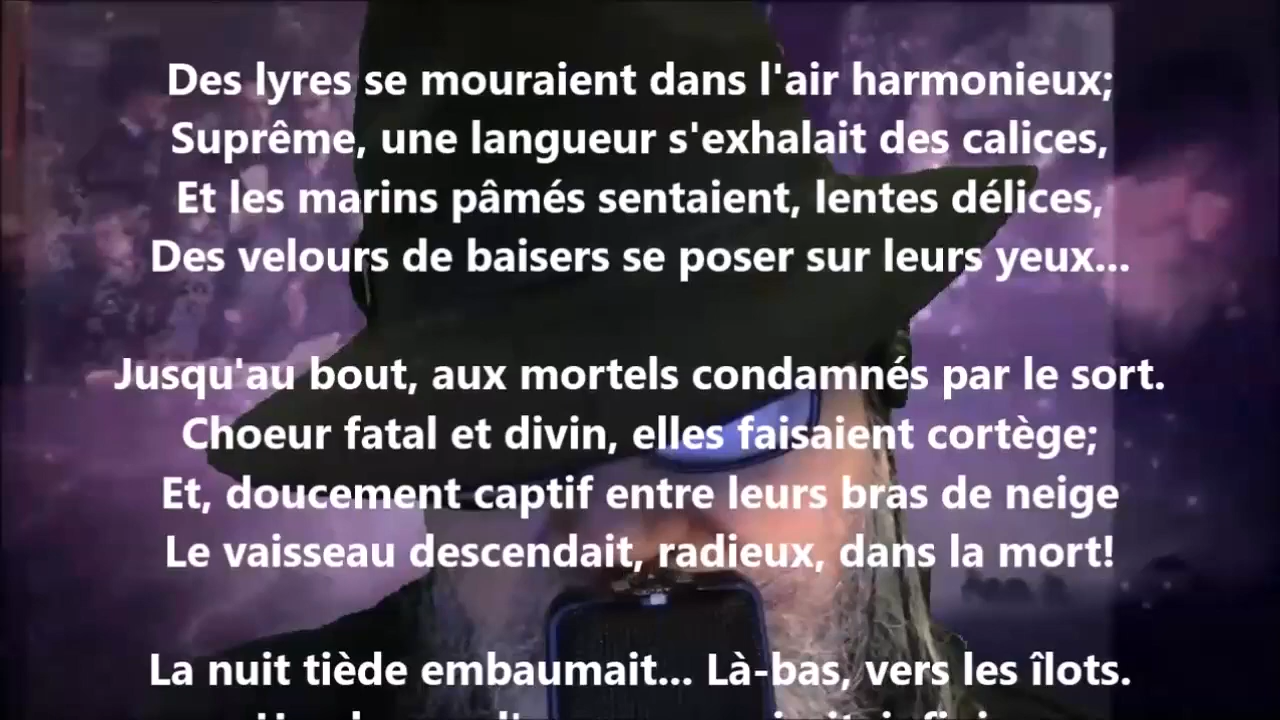 Des lyres se mouraient dans l'air harmonieux;
Suprême, une langueur s'exhalait des calices,
Et les marins pâmés sentaient, lentes délices,
Des velours de baisers se poser sur leurs yeux...
Jusqu'au bout, aux mortels condamnés par le sort.
Choeur fatal et divin, elles faisaient cortège;
Et, doucement captif entre leurs bras de neige
Le vaisseau descendait, radieux, dans la mort!
La nuit tiède embaumait... Là-bas, vers les îlots.